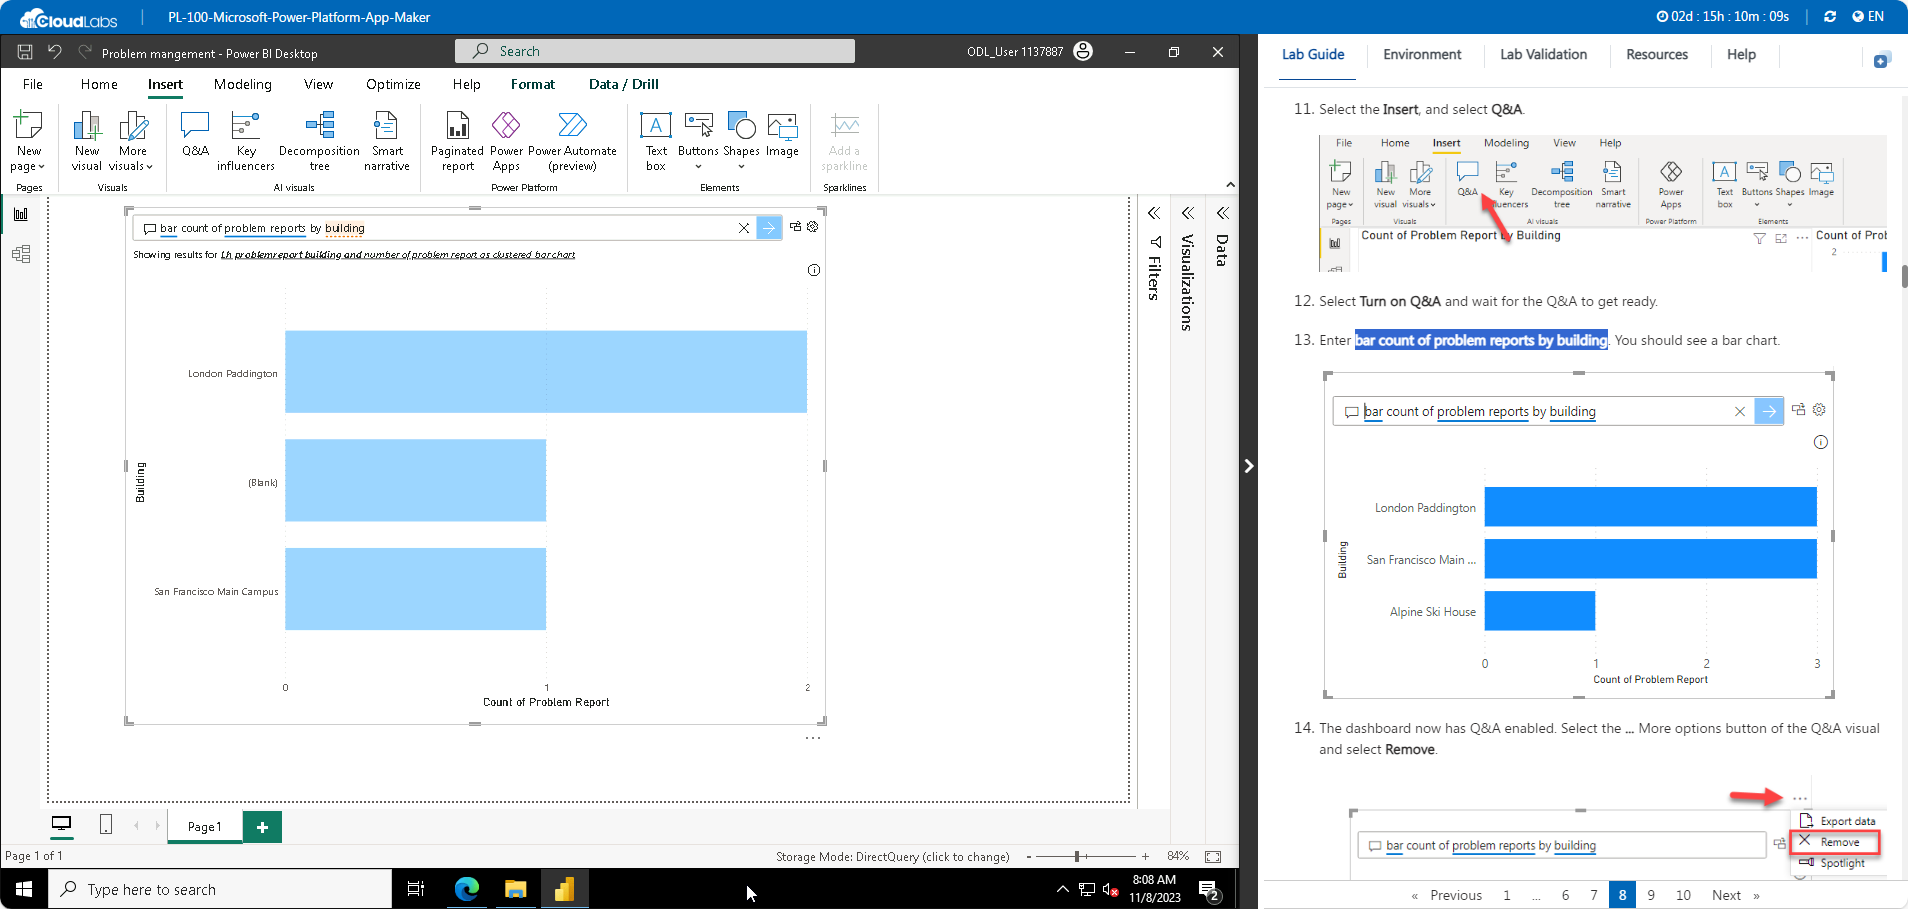 CloudLabs
PL-100-Microsoft-Power-Platform-App-Maker
02d : 15h : 10m : 09s
EN
Problem mangement - Power BI Desktop
Search
ODL_User 1137887
File Home Insert Modeling View Optimize Help Format Data / Drill
New page
New visual
More visuals
Q&A
Key influencers
Decomposition tree
Smart narrative
Paginated report
Power Apps
Power Automate (preview)
Text box
Buttons
Shapes
Image
Add a sparkline
Pages
Visuals
AI visuals
Power Platform
Elements
Sparklines
bar count of problem reports by building
Showing results for Lh problemreport building and number of problem report as clustered bar chart
London Paddington
(Blank)
San Francisco Main Campus
Building
0
1
2
Count of Problem Report
Filters
Visualizations
Data
Page 1
Page 1 of 1
Storage Mode: DirectQuery (click to change)
- + 84%
Type here to search
8:08 AM
11/8/2023
2
Lab Guide Environment Lab Validation Resources Help
11. Select the Insert, and select Q&A.
File Home Insert Modeling View Help
New page
New visual
More visuals
Q&A
Key
fluencers
Decomposition tree
Smart narrative
Power Apps
Text box
Buttons
Shapes
Image
Pages
Visuals
AI visuals
Power Platform
Elements
Count of Problem Report by Building
Count of Prob
2
12. Select Turn on Q&A and wait for the Q&A to get ready.
13. Enter bar count of problem reports by building. You should see a bar chart.
bar count of problem reports by building
London Paddington
San Francisco Main ...
Alpine Ski House
Building
0 1 2 3
Count of Problem Report
14. The dashboard now has Q&A enabled. Select the ... More options button of the Q&A visual
and select Remove.
Export data
Remove
Spotlight
bar count of problem reports by building
« Previous 1 ... 6 7 8 9 10 Next »